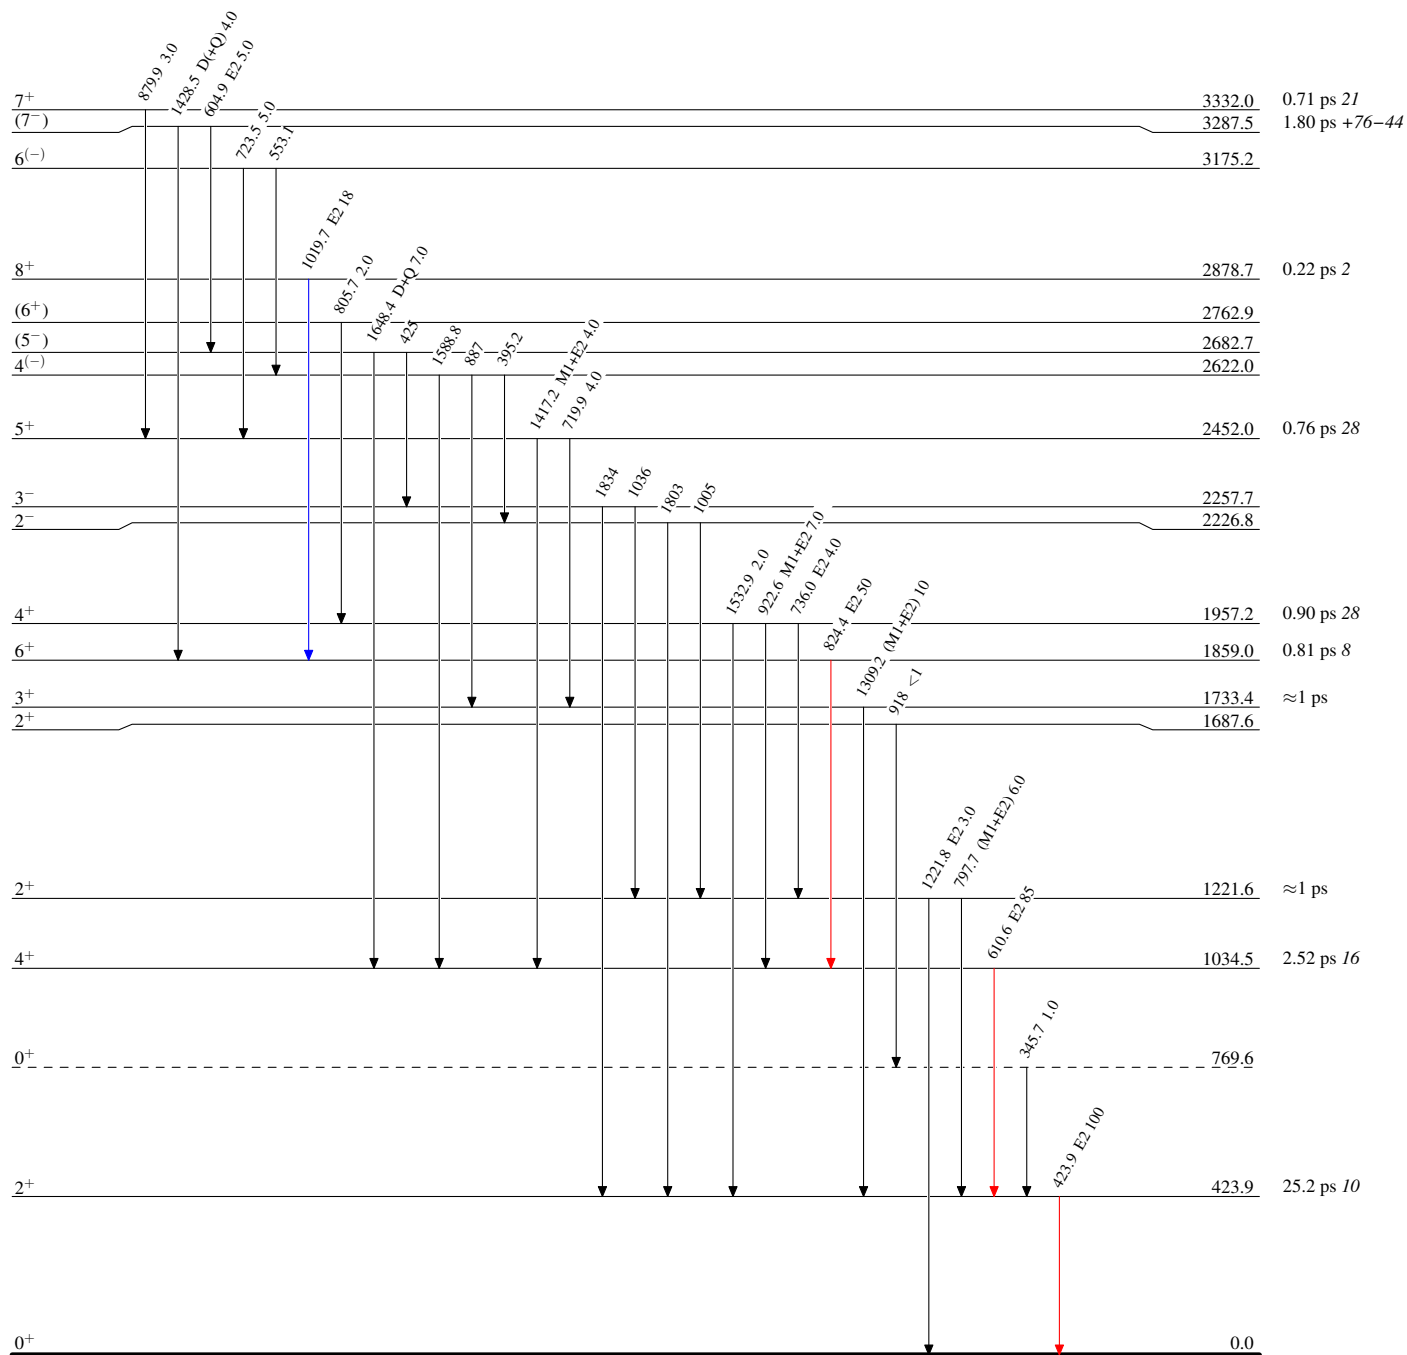 879.9 3.0
1428.5 D(+Q) 4.0
604.9 E2 5.0
7⁺ 3332.0 0.71 ps 21
(7⁻) 3287.5 1.80 ps +76−44
723.5 5.0
553.1
6⁽⁻⁾ 3175.2
1019.7 E2 18
8⁺ 2878.7 0.22 ps 2
805.7 2.0
1648.4 D+Q 7.0
(6⁺) 2762.9
425
(5⁻) 2682.7
1588.8
887
395.2
4⁽⁻⁾ 2622.0
1417.2 M1+E2 4.0
719.9 4.0
5⁺ 2452.0 0.76 ps 28
1834
1036
3⁻ 2257.7
1803
1005
2⁻ 2226.8
1532.9 2.0
922.6 M1+E2 7.0
736.0 E2 4.0
4⁺ 1957.2 0.90 ps 28
824.4 E2 50
6⁺ 1859.0 0.81 ps 8
1309.2 (M1+E2) 10
3⁺ 1733.4 ≈1 ps
918 <1
2⁺ 1687.6
1221.8 E2 3.0
797.7 (M1+E2) 6.0
2⁺ 1221.6 ≈1 ps
610.6 E2 85
4⁺ 1034.5 2.52 ps 16
345.7 1.0
0⁺ 769.6
423.9 E2 100
2⁺ 423.9 25.2 ps 10
0⁺ 0.0